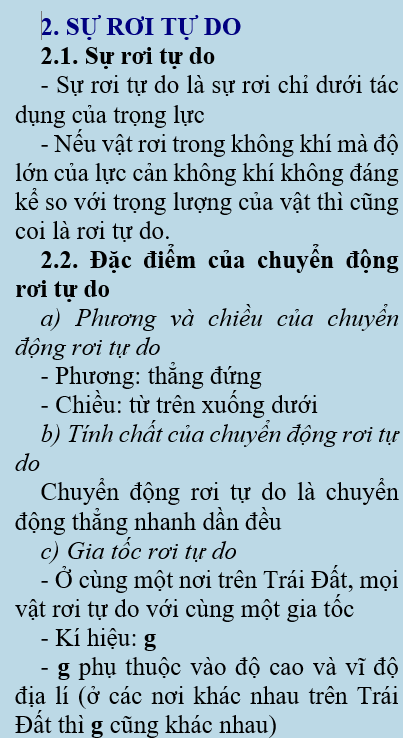 2. SỰ RƠI TỰ DO
2.1. Sự rơi tự do
- Sự rơi tự do là sự rơi chỉ dưới tác
dụng của trọng lực
- Nếu vật rơi trong không khí mà độ
lớn của lực cản không khí không đáng
kể so với trọng lượng của vật thì cũng
coi là rơi tự do.
2.2. Đặc điểm của chuyển động
rơi tự do
a) Phương và chiều của chuyển
động rơi tự do
- Phương: thẳng đứng
- Chiều: từ trên xuống dưới
b) Tính chất của chuyển động rơi tự
do
Chuyển động rơi tự do là chuyển
động thẳng nhanh dần đều
c) Gia tốc rơi tự do
- Ở cùng một nơi trên Trái Đất, mọi
vật rơi tự do với cùng một gia tốc
- Kí hiệu: g
- g phụ thuộc vào độ cao và vĩ độ
địa lí (ở các nơi khác nhau trên Trái
Đất thì g cũng khác nhau)